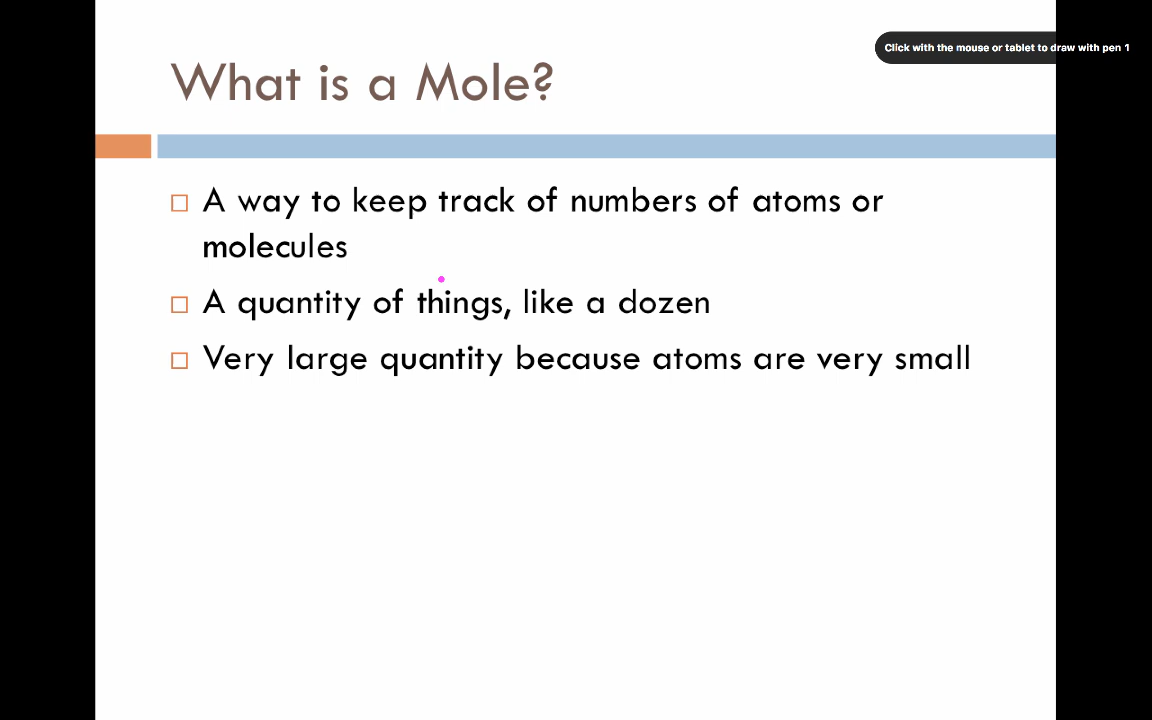 Click with the mouse or tablet to draw with pen 1
What is a Mole?
A way to keep track of numbers of atoms or
molecules
A quantity of things, like a dozen
Very large quantity because atoms are very small